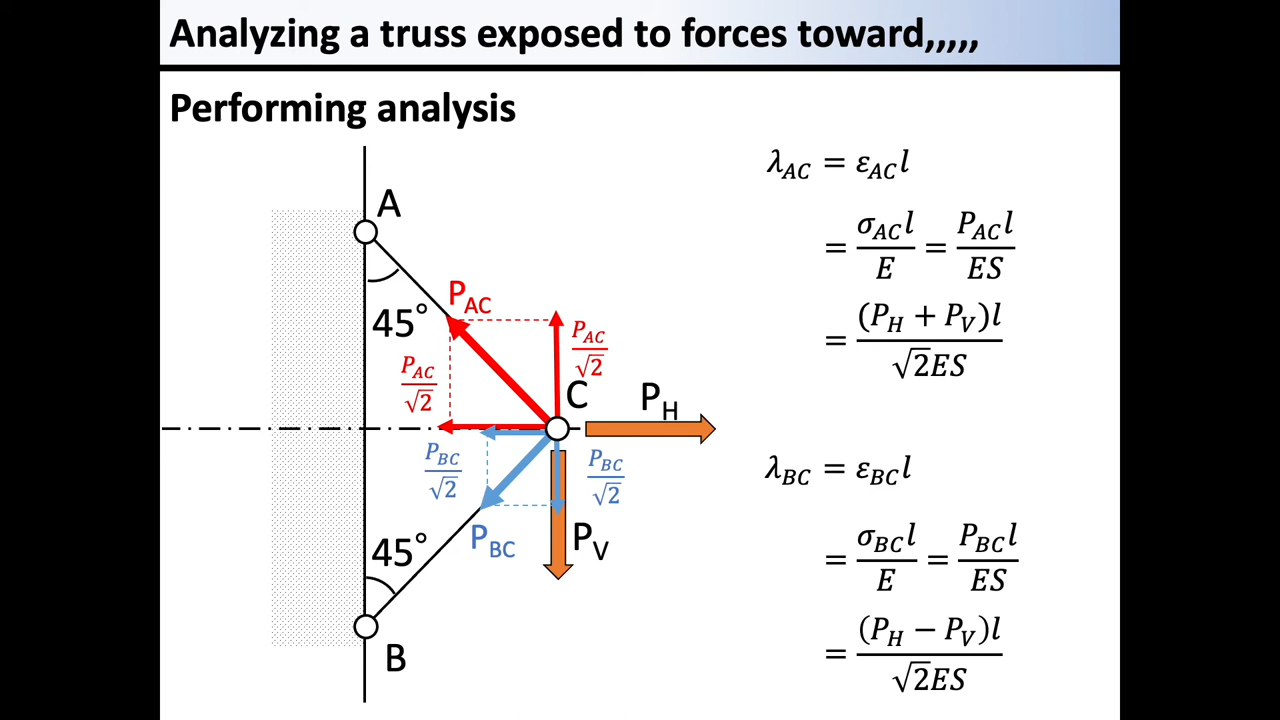 Analyzing a truss exposed to forces toward,,,,,
Performing analysis
A
45°
P_AC
P_AC/√2
P_AC/√2
C
P_H
P_BC/√2
P_BC/√2
P_BC
P_V
45°
B
λ_AC = ε_AC l
= σ_AC l/E = P_AC l/ES
= (P_H + P_V)l/√2ES
λ_BC = ε_BC l
= σ_BC l/E = P_BC l/ES
= (P_H − P_V)l/√2ES